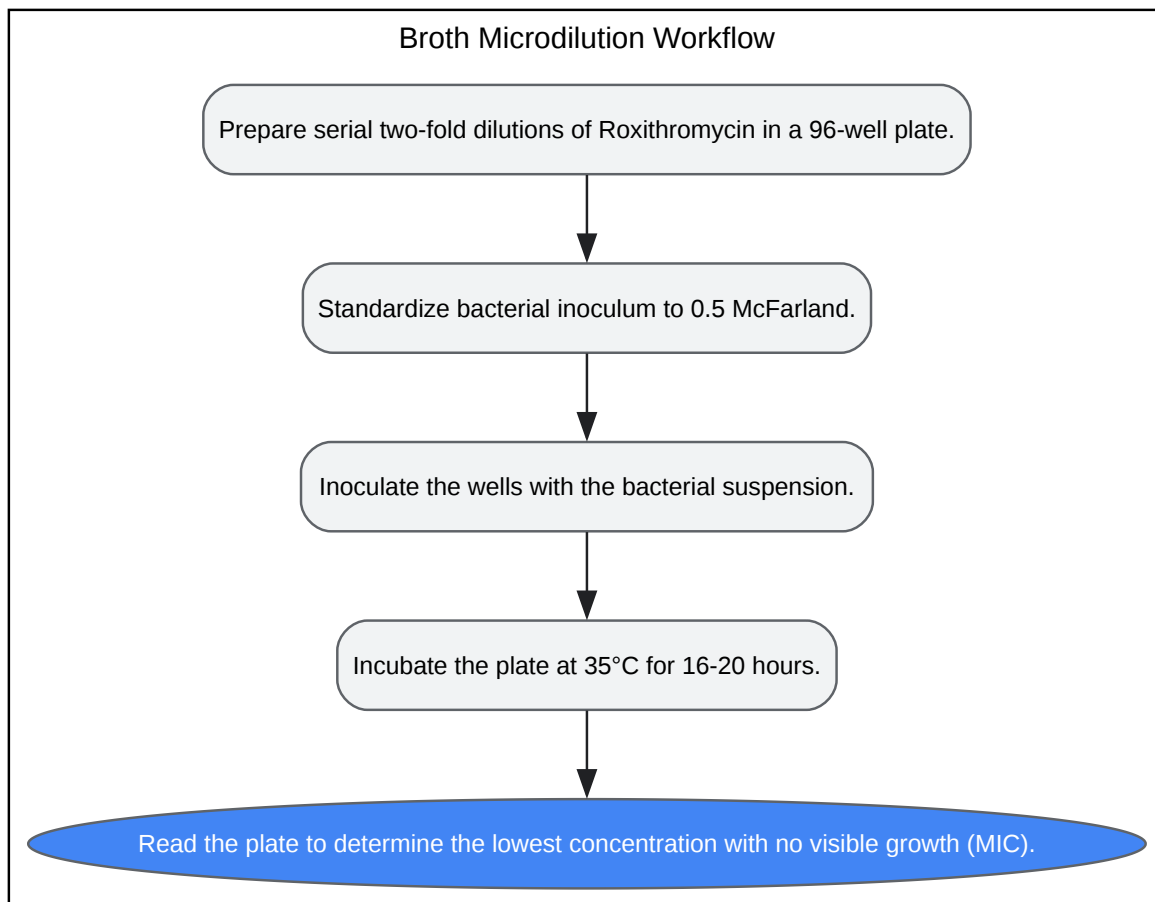 Broth Microdilution Workflow
Prepare serial two-fold dilutions of Roxithromycin in a 96-well plate.
Standardize bacterial inoculum to 0.5 McFarland.
Inoculate the wells with the bacterial suspension.
Incubate the plate at 35°C for 16-20 hours.
Read the plate to determine the lowest concentration with no visible growth (MIC).